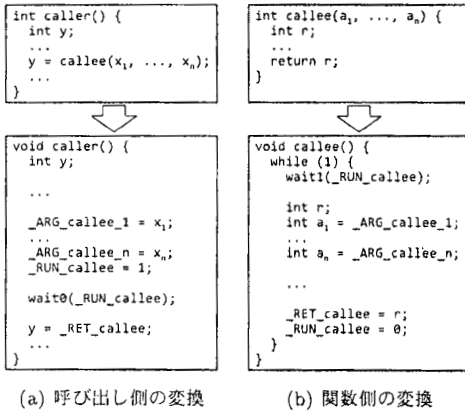 int caller() {
int y;
...
y = callee(x₁, ..., xₙ);
...
}
void caller() {
int y;
...
_ARG_callee_1 = x₁;
...
_ARG_callee_n = xₙ;
_RUN_callee = 1;
wait0(_RUN_callee);
y = _RET_callee;
...
}
(a) 呼び出し側の変換
int callee(a₁, ..., aₙ) {
int r;
...
return r;
}
void callee() {
while (1) {
wait1(_RUN_callee);
int r;
int a₁ = _ARG_callee_1;
...
int aₙ = _ARG_callee_n;
...
_RET_callee = r;
_RUN_callee = 0;
}
}
(b) 関数側の変換